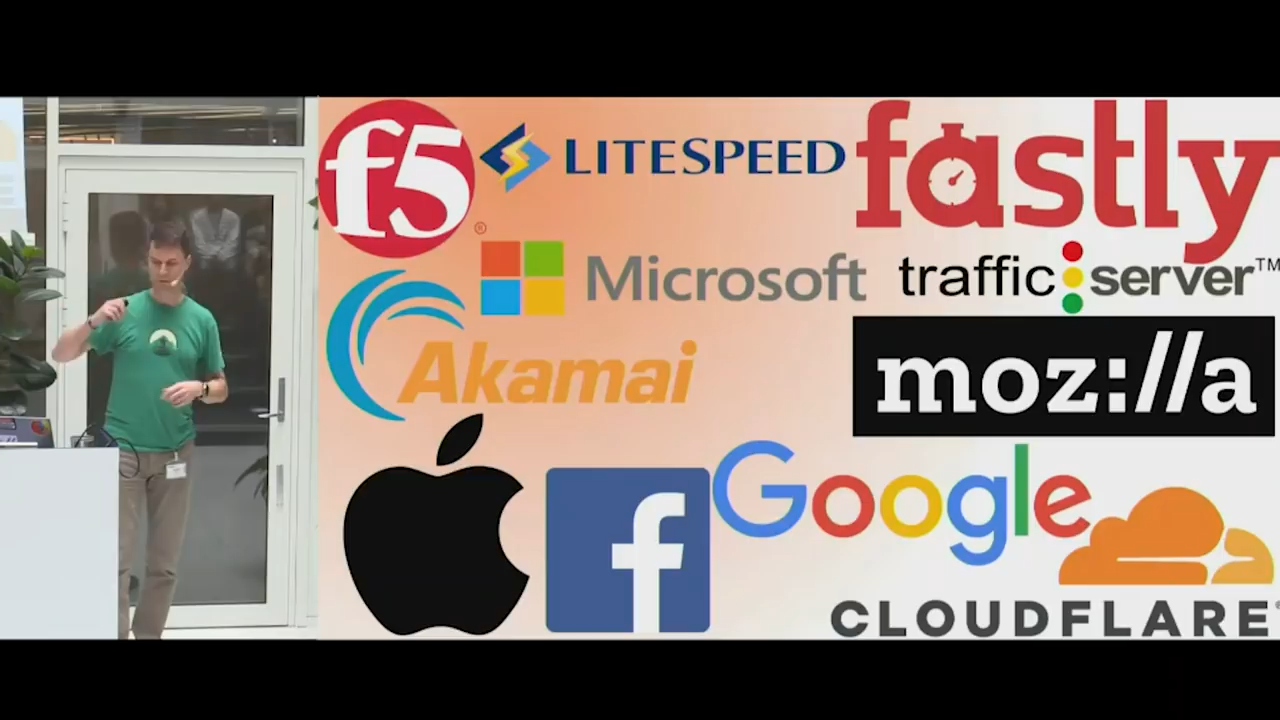 f5®
LITESPEED
fastly
Microsoft
traffic server™
Akamai
moz://a
f
Google
CLOUDFLARE